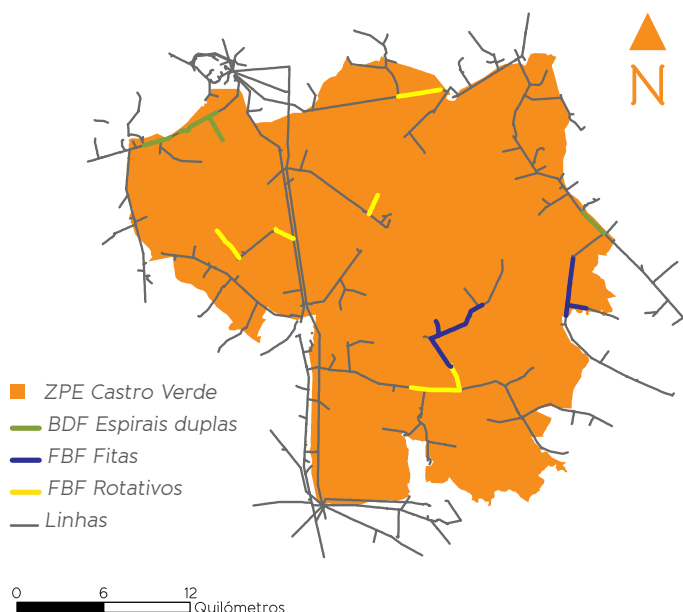 N
ZPE Castro Verde
BDF Espirais duplas
FBF Fitas
FBF Rotativos
Linhas
0 6 12
Quilómetros